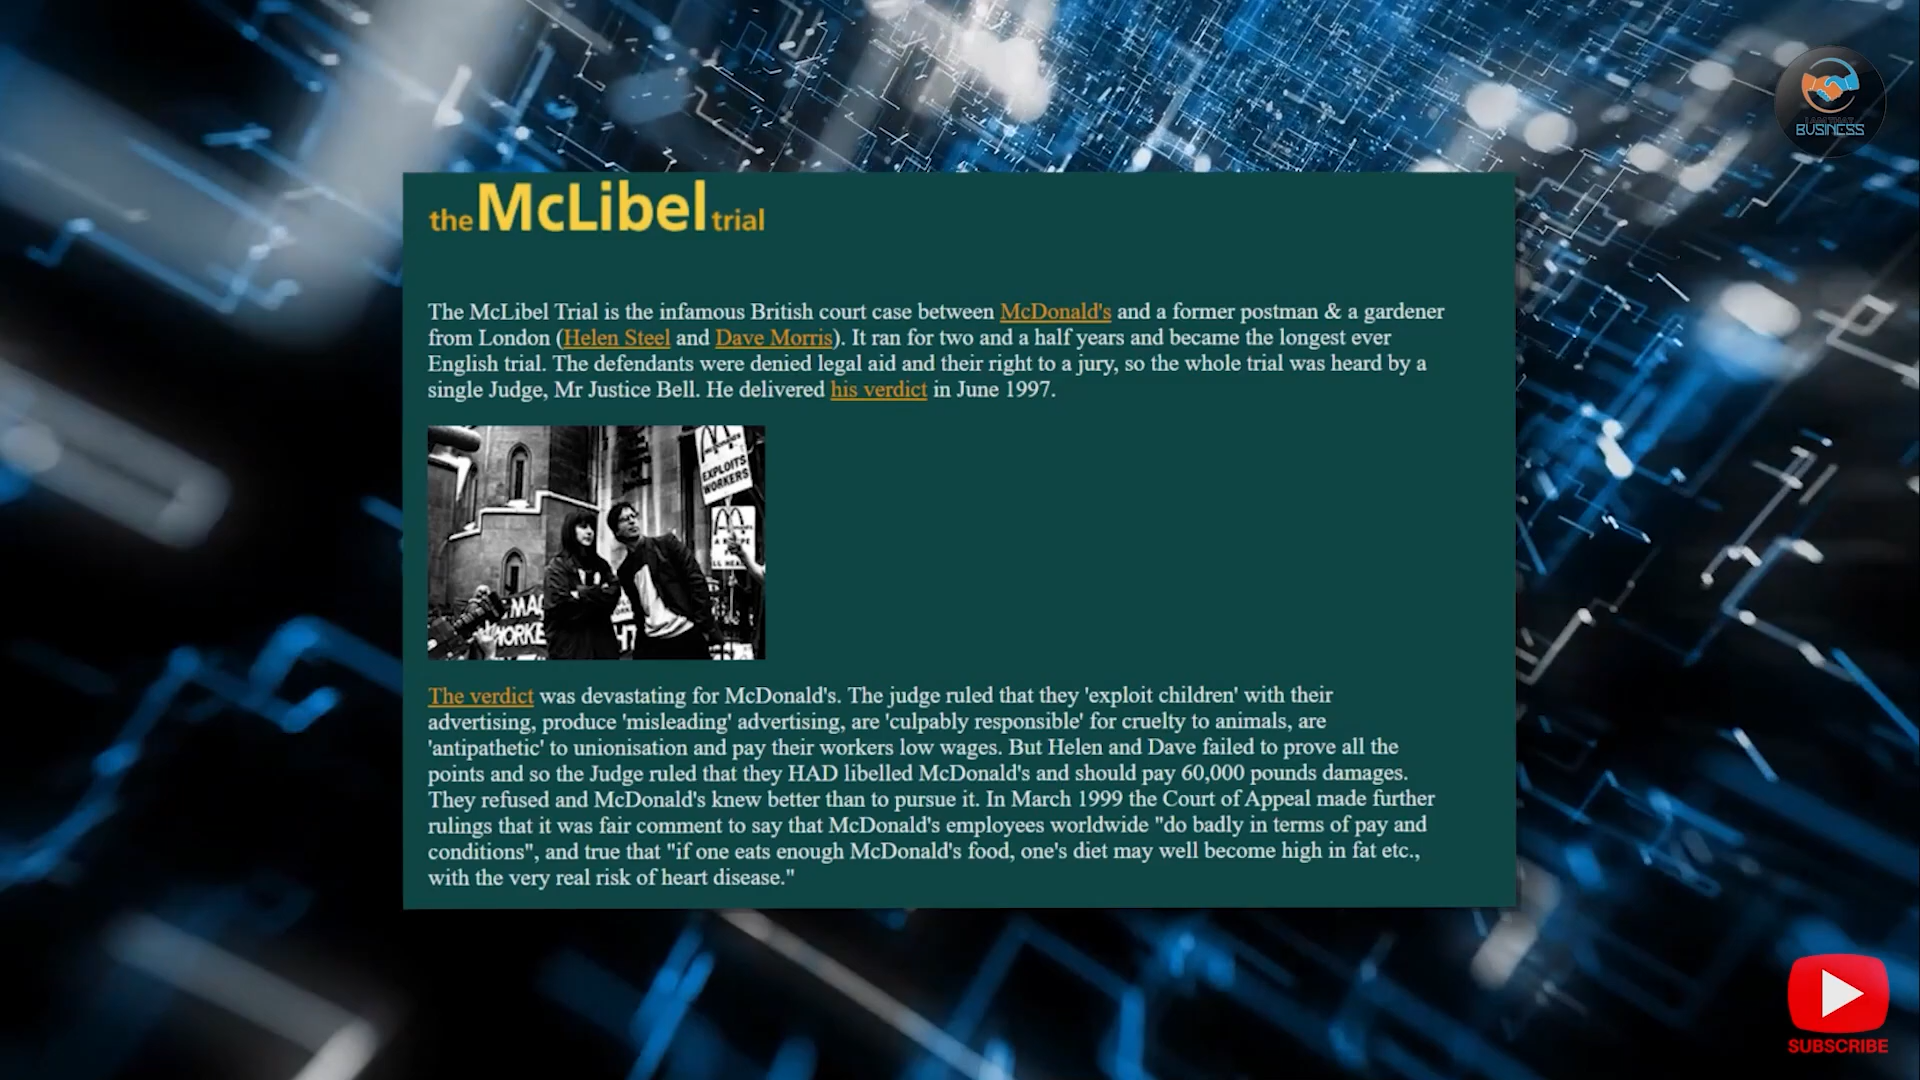 I AM THAT
BUSINESS
the McLibel trial
The McLibel Trial is the infamous British court case between McDonald's and a former postman & a gardener
from London (Helen Steel and Dave Morris). It ran for two and a half years and became the longest ever
English trial. The defendants were denied legal aid and their right to a jury, so the whole trial was heard by a
single Judge, Mr Justice Bell. He delivered his verdict in June 1997.
EXPLOITS
WORKERS
The verdict was devastating for McDonald's. The judge ruled that they 'exploit children' with their
advertising, produce 'misleading' advertising, are 'culpably responsible' for cruelty to animals, are
'antipathetic' to unionisation and pay their workers low wages. But Helen and Dave failed to prove all the
points and so the Judge ruled that they HAD libelled McDonald's and should pay 60,000 pounds damages.
They refused and McDonald's knew better than to pursue it. In March 1999 the Court of Appeal made further
rulings that it was fair comment to say that McDonald's employees worldwide "do badly in terms of pay and
conditions", and true that "if one eats enough McDonald's food, one's diet may well become high in fat etc.,
with the very real risk of heart disease."
SUBSCRIBE